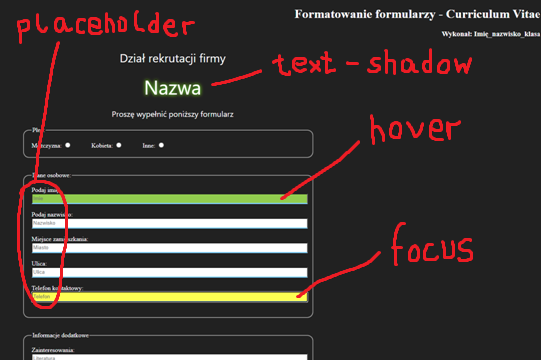 placeholder
Formatowanie formularzy - Curriculum Vitae
Wykonał: Imię_nazwisko_klasa
Dział rekrutacji firmy
text-shadow
Nazwa
Proszę wypełnić poniższy formularz
hover
Płeć
Mężczyzna:
Kobieta:
Inne:
Dane osobowe:
Podaj imię:
Imię
Podaj nazwisko:
Nazwisko
Miejsce zamieszkania:
Miasto
focus
Ulica:
Ulica
Telefon kontaktowy:
Telefon
Informacje dodatkowe
Zainteresowania:
Literatura